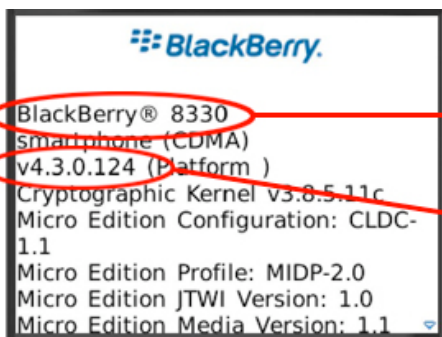 BlackBerry.
BlackBerry® 8330
smartphone (CDMA)
v4.3.0.124 (Platform )
Cryptographic Kernel v3.8.5.11c
Micro Edition Configuration: CLDC-
1.1
Micro Edition Profile: MIDP-2.0
Micro Edition JTWI Version: 1.0
Micro Edition Media Version: 1.1